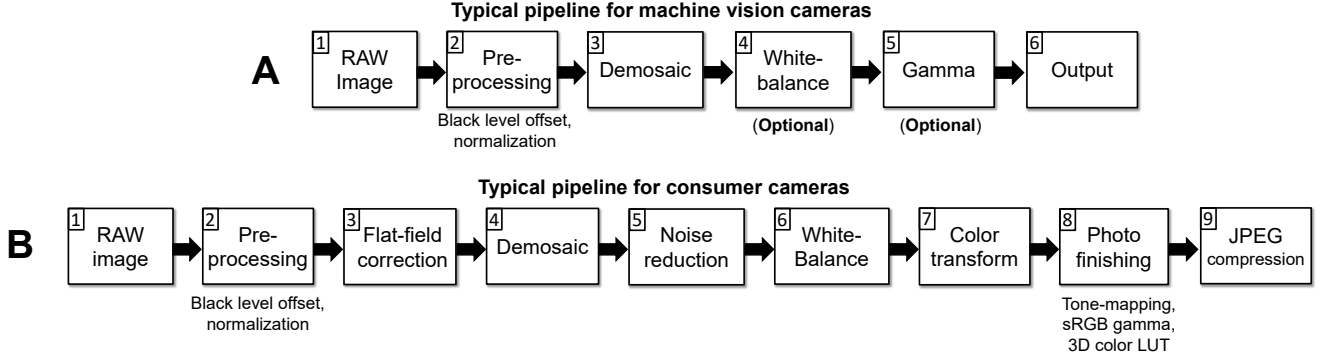 Typical pipeline for machine vision cameras
A
1
RAW
Image
2
Pre-
processing
Black level offset,
normalization
3
Demosaic
4
White-
balance
(Optional)
5
Gamma
(Optional)
6
Output
Typical pipeline for consumer cameras
B
1
RAW
image
2
Pre-
processing
Black level offset,
normalization
3
Flat-field
correction
4
Demosaic
5
Noise
reduction
6
White-
Balance
7
Color
transform
8
Photo
finishing
Tone-mapping,
sRGB gamma,
3D color LUT
9
JPEG
compression